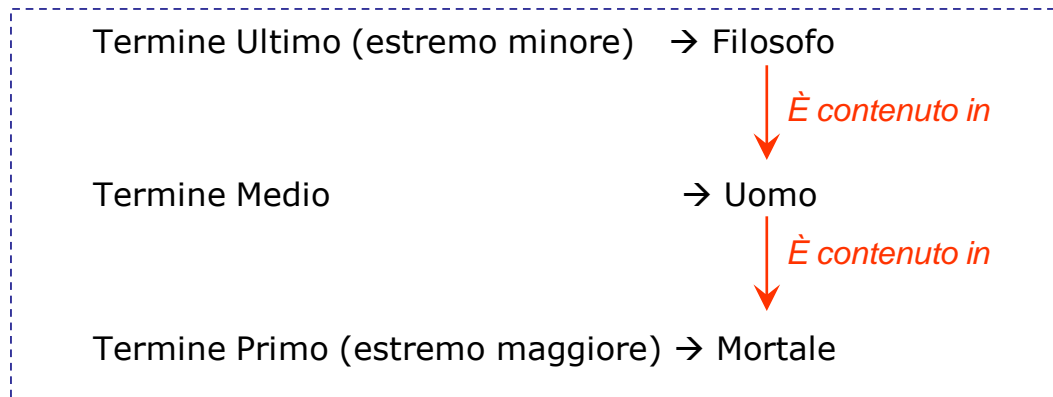 Termine Ultimo (estremo minore) → Filosofo
È contenuto in
Termine Medio → Uomo
È contenuto in
Termine Primo (estremo maggiore) → Mortale